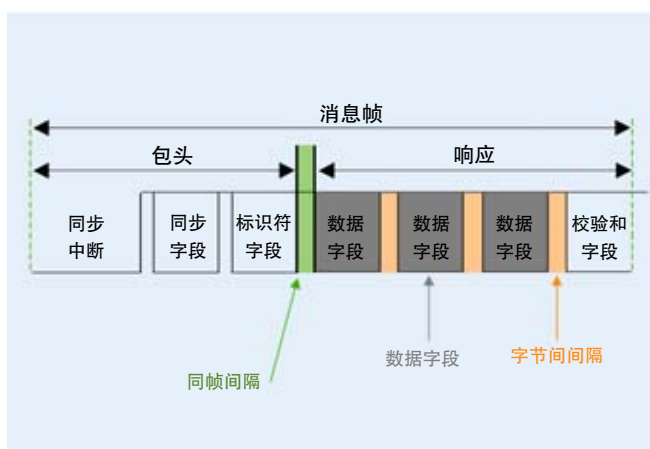 消息帧
包头
响应
同步
中断
同步
字段
标识符
字段
数据
字段
数据
字段
数据
字段
校验和
字段
数据字段
字节间间隔
同帧间隔